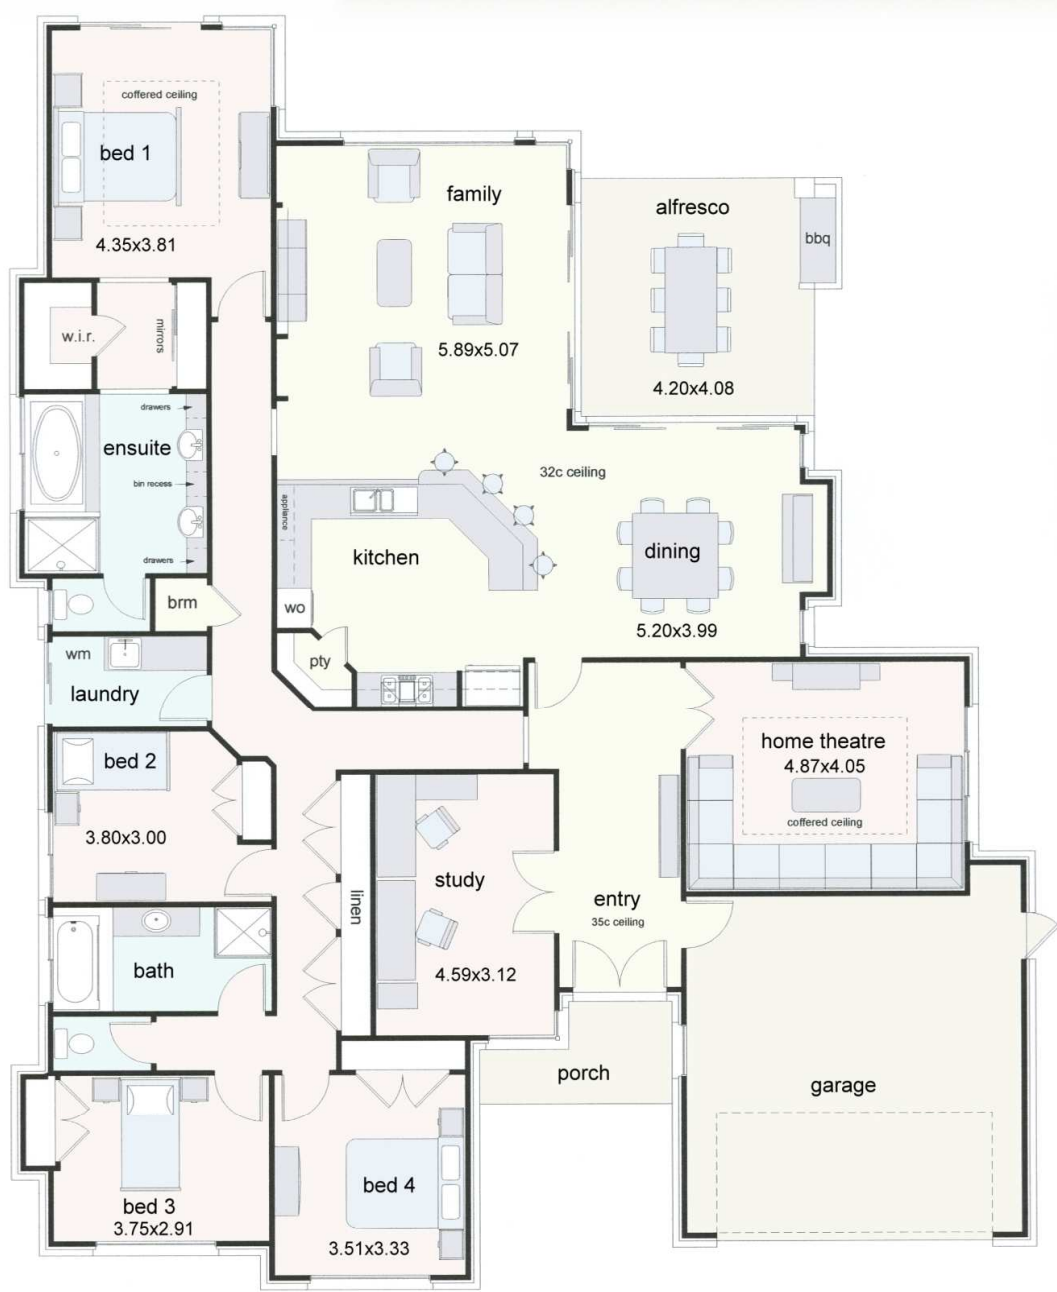 coffered ceiling
bed 1
4.35x3.81
family
5.89x5.07
alfresco
bbq
4.20x4.08
w.i.r.
mirrors
drawers
ensuite
bin recess
drawers
32c ceiling
appliance
kitchen
dining
5.20x3.99
wo
brm
pty
wm
laundry
bed 2
3.80x3.00
home theatre
4.87x4.05
coffered ceiling
study
4.59x3.12
linen
entry
35c ceiling
bath
porch
garage
bed 3
3.75x2.91
bed 4
3.51x3.33